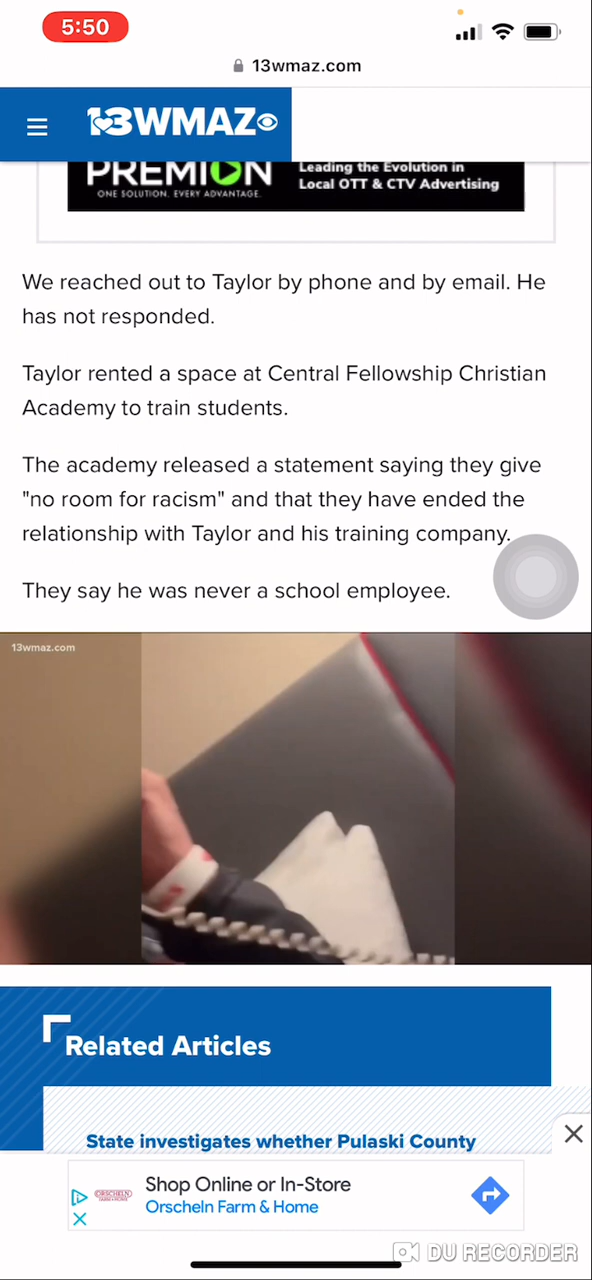 5:50
13wmaz.com
13WMAZ
PREMION
ONE SOLUTION. EVERY ADVANTAGE.
Leading the Evolution in
Local OTT & CTV Advertising
We reached out to Taylor by phone and by email. He
has not responded.
Taylor rented a space at Central Fellowship Christian
Academy to train students.
The academy released a statement saying they give
"no room for racism" and that they have ended the
relationship with Taylor and his training company.
They say he was never a school employee.
13wmaz.com
Related Articles
State investigates whether Pulaski County
ORSCHELN
Shop Online or In-Store
Orscheln Farm & Home
DU RECORDER